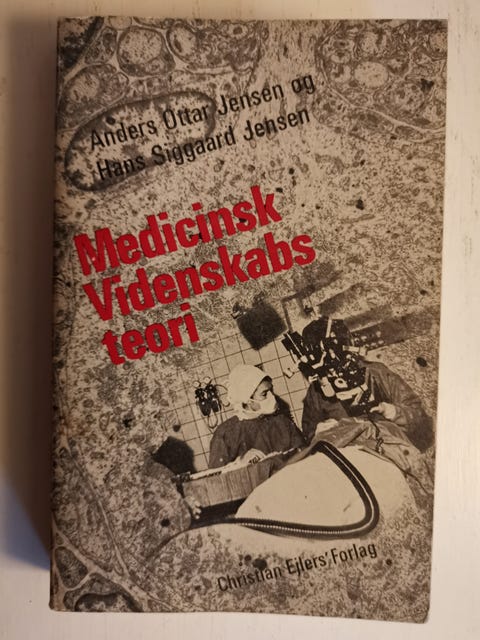 Anders Ottar Jensen og
Hans Siggaard Jensen
Medicinsk
Videnskabs
teori
Christian Ejlers' Forlag